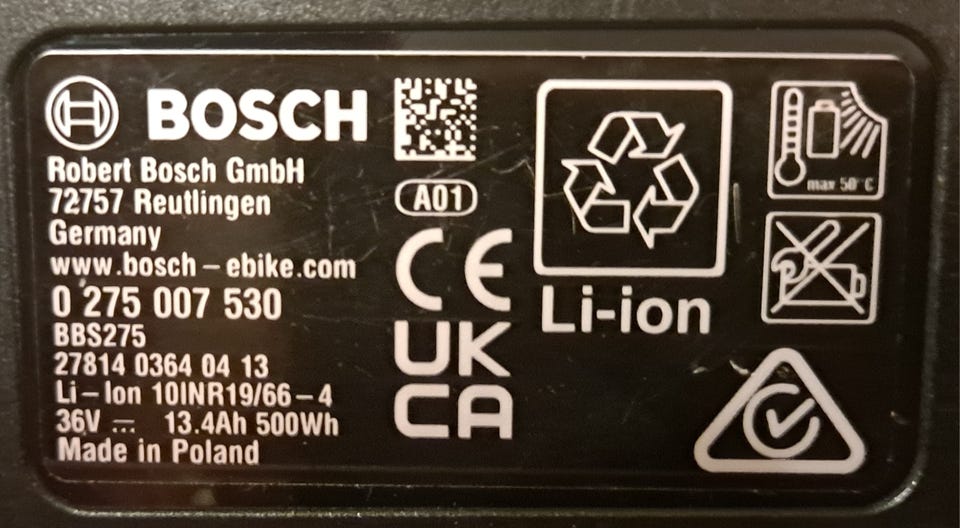 BOSCH
Robert Bosch GmbH
72757 Reutlingen
Germany
www.bosch-ebike.com
0 275 007 530
BBS275
27814 0364 04 13
Li-Ion 10INR19/66-4
36V ⎓ 13.4Ah 500Wh
Made in Poland
A01
CE
UK
CA
Li-ion
max 50°C